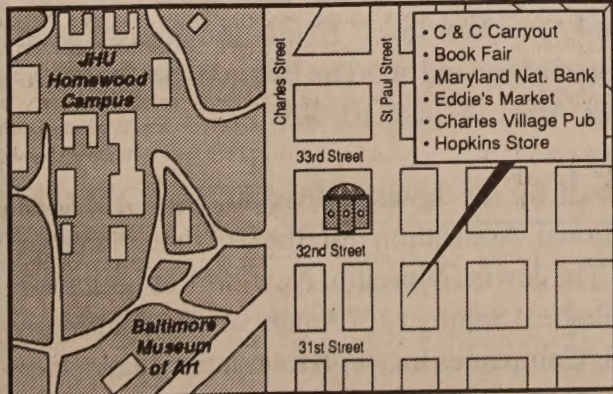 JHU
Homewood
Campus
Charles Street
St Paul Street
• C & C Carryout
• Book Fair
• Maryland Nat. Bank
• Eddie's Market
• Charles Village Pub
• Hopkins Store
33rd Street
32nd Street
31st Street
Baltimore
Museum
of Art